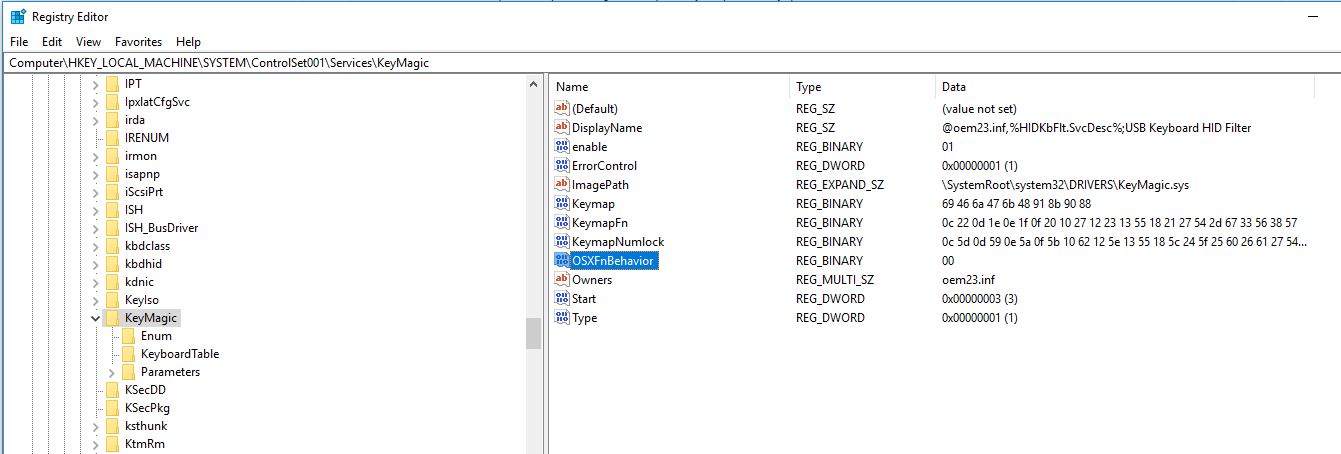 Registry Editor
File Edit View Favorites Help
Computer\HKEY_LOCAL_MACHINE\SYSTEM\ControlSet001\Services\KeyMagic
IPT
IpxlatCfgSvc
irda
IRENUM
irmon
isapnp
iScsiPrt
ISH
ISH_BusDriver
kbdclass
kbdhid
kdnic
KeyIso
KeyMagic
Enum
KeyboardTable
Parameters
KSecDD
KSecPkg
ksthunk
KtmRm
Name Type Data
(Default) REG_SZ (value not set)
DisplayName REG_SZ @oem23.inf,%HIDKbFlt.SvcDesc%;USB Keyboard HID Filter
enable REG_BINARY 01
ErrorControl REG_DWORD 0x00000001 (1)
ImagePath REG_EXPAND_SZ \SystemRoot\system32\DRIVERS\KeyMagic.sys
Keymap REG_BINARY 69 46 6a 47 6b 48 91 8b 90 88
KeymapFn REG_BINARY 0c 22 0d 1e 0e 1f 0f 20 10 27 12 23 13 55 18 21 27 54 2d 67 33 56 38 57
KeymapNumlock REG_BINARY 0c 5d 0d 59 0e 5a 0f 5b 10 62 12 5e 13 55 18 5c 24 5f 25 60 26 61 27 54...
OSXFnBehavior REG_BINARY 00
Owners REG_MULTI_SZ oem23.inf
Start REG_DWORD 0x00000003 (3)
Type REG_DWORD 0x00000001 (1)